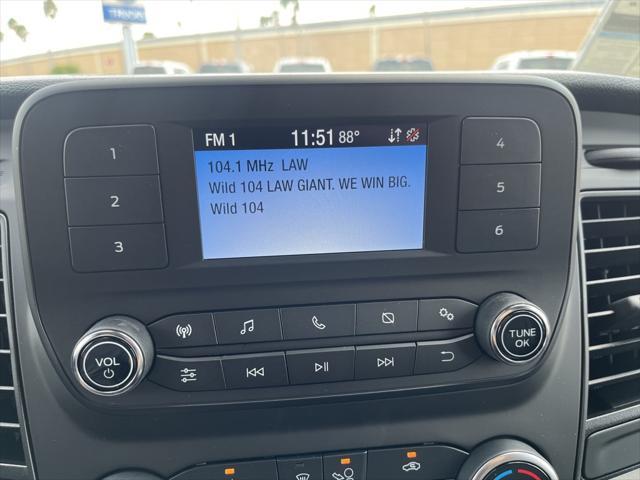 FM 1 11:51 88°
104.1 MHz LAW
Wild 104 LAW GIANT. WE WIN BIG.
Wild 104
1
2
3
4
5
6
VOL
TUNE
OK